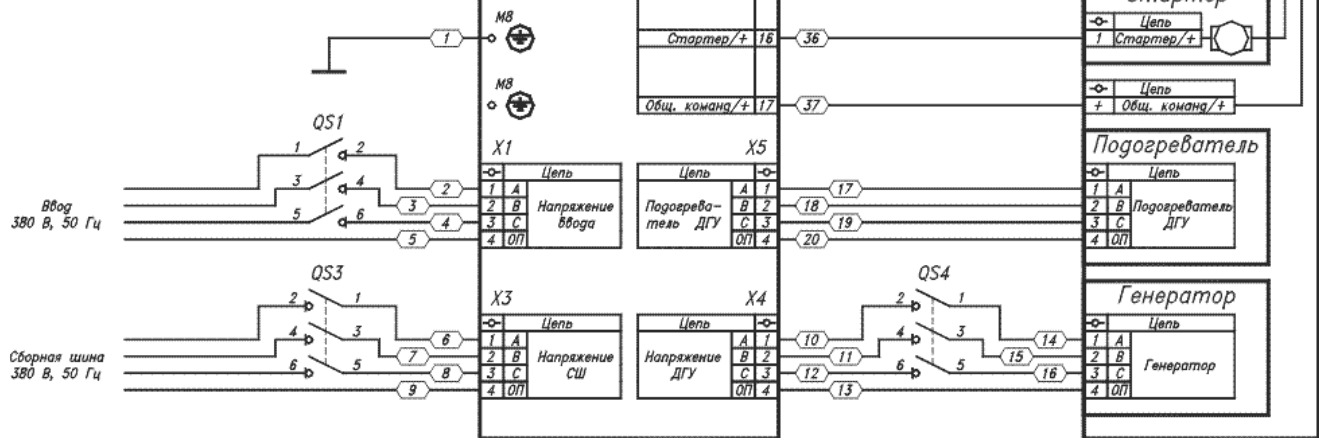 Стартер
М8
1
Стартер/+ 16
36
Цепь
1 Стартер/+
М8
Общ. команд/+ 17
37
Цепь
+ Общ. команд/+
QS1
1 2
3 4
5 6
Ввод
380 В, 50 Гц
2
3
4
5
X1
Цепь
1 A
2 B
3 C
4 ОП
Напряжение
ввода
X5
Цепь
Подогрева-
тель ДГУ
A 1
B 2
C 3
ОП 4
17
18
19
20
Подогреватель
Цепь
1 A
2 B
3 C
4 ОП
Подогреватель
ДГУ
QS3
2 1
4 3
6 5
Сборная шина
380 В, 50 Гц
6
7
8
9
X3
Цепь
1 A
2 B
3 C
4 ОП
Напряжение
СШ
X4
Цепь
Напряжение
ДГУ
A 1
B 2
C 3
ОП 4
10
11
12
13
QS4
2 1
4 3
6 5
14
15
16
Генератор
Цепь
1 A
2 B
3 C
4 ОП
Генератор